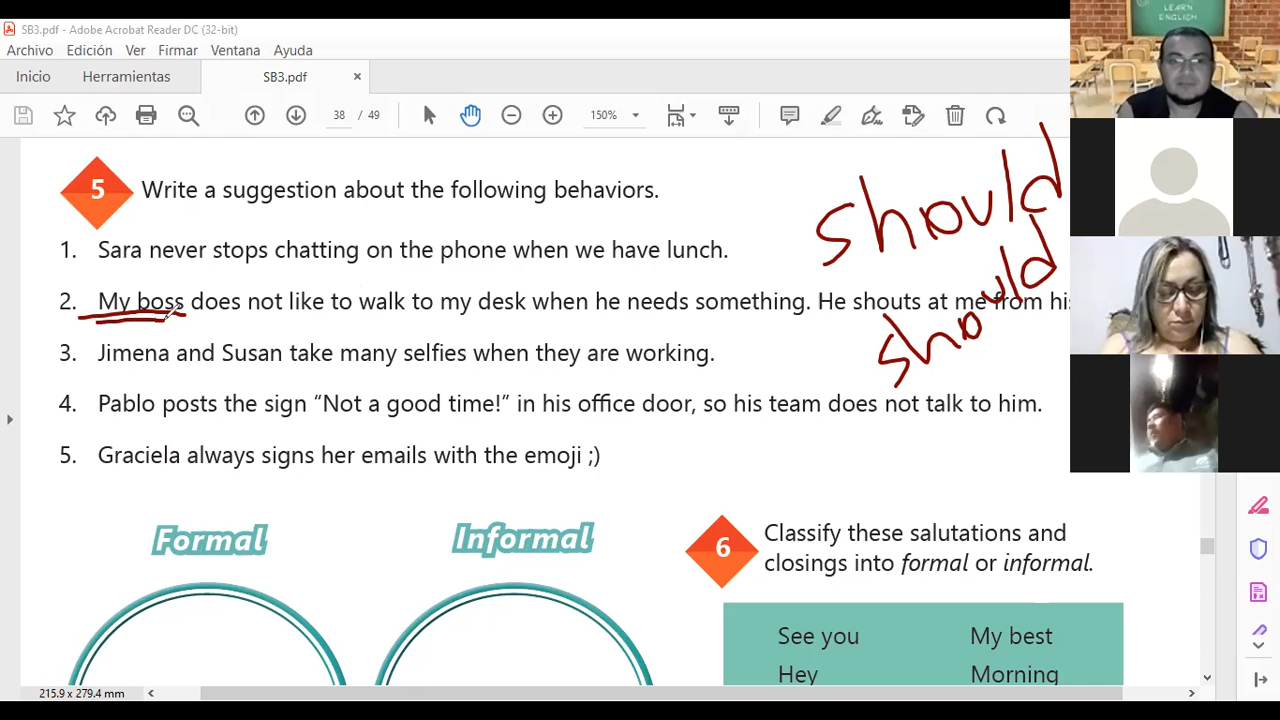 SB3.pdf - Adobe Acrobat Reader DC (32-bit)
Archivo Edición Ver Firmar Ventana Ayuda
Inicio Herramientas SB3.pdf ×
38 / 49 150%
LEARN
ENGLISH
5 Write a suggestion about the following behaviors.
should
1. Sara never stops chatting on the phone when we have lunch.
should
2. My boss does not like to walk to my desk when he needs something. He shouts at me from his
3. Jimena and Susan take many selfies when they are working.
4. Pablo posts the sign “Not a good time!” in his office door, so his team does not talk to him.
5. Graciela always signs her emails with the emoji ;)
Formal Informal
6 Classify these salutations and
closings into formal or informal.
See you My best
Hey Morning
215.9 x 279.4 mm